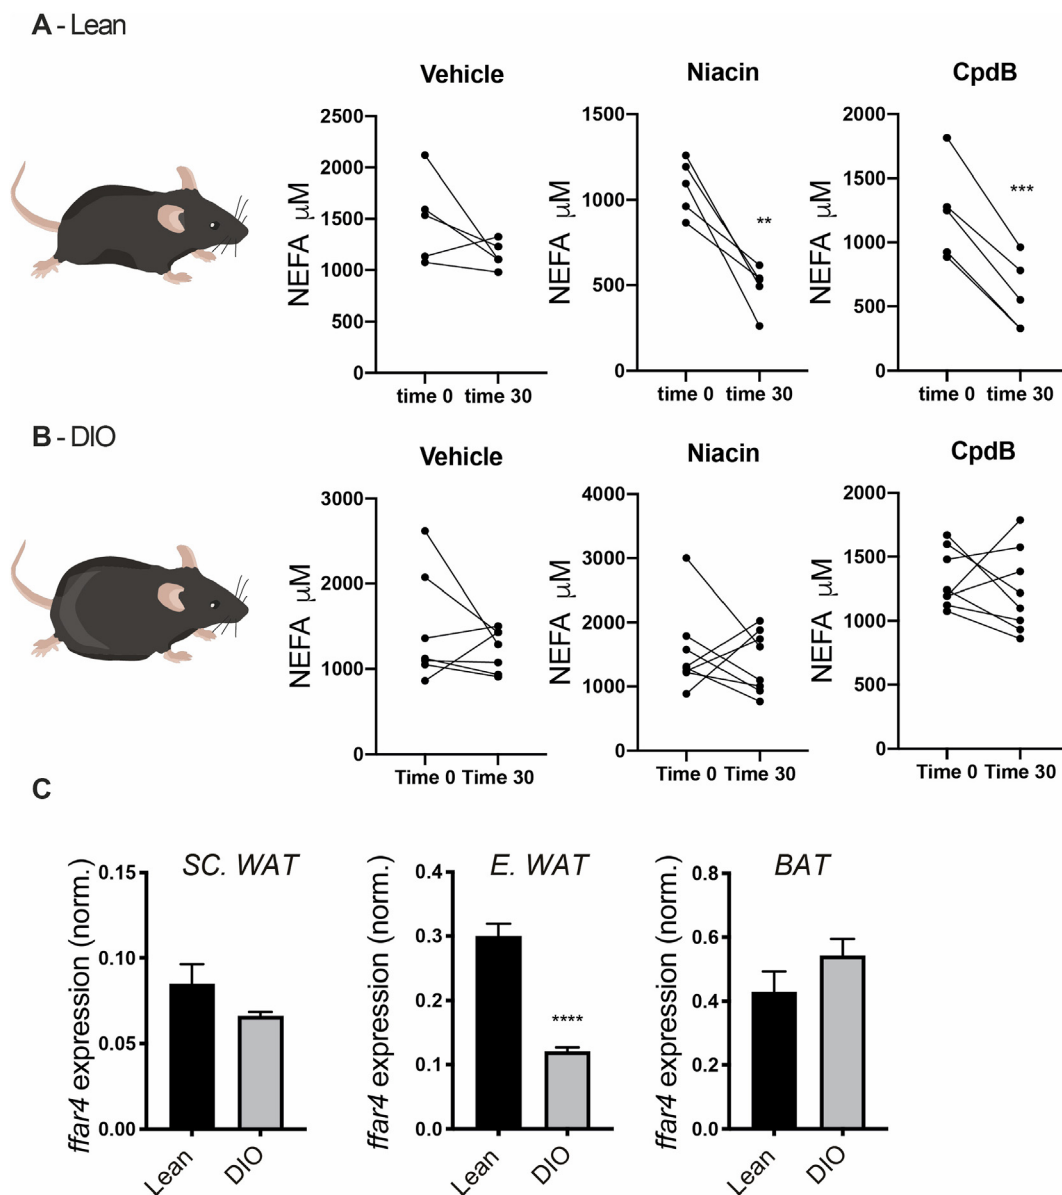 A - Lean
Vehicle
Niacin
CpdB
NEFA μM
2500
2000
1500
1000
500
0
time 0 time 30
NEFA μM
1500
1000
500
0
**
time 0 time 30
NEFA μM
2000
1500
1000
500
0
***
time 0 time 30
B - DIO
Vehicle
Niacin
CpdB
NEFA μM
3000
2000
1000
0
Time 0 Time 30
NEFA μM
4000
3000
2000
1000
0
Time 0 Time 30
NEFA μM
2000
1500
1000
500
0
Time 0 Time 30
C
SC. WAT
ffar4 expression (norm.)
0.15
0.10
0.05
0.00
Lean
DIO
E. WAT
ffar4 expression (norm.)
0.4
0.3
0.2
0.1
0.0
****
Lean
DIO
BAT
ffar4 expression (norm.)
0.8
0.6
0.4
0.2
0.0
Lean
DIO